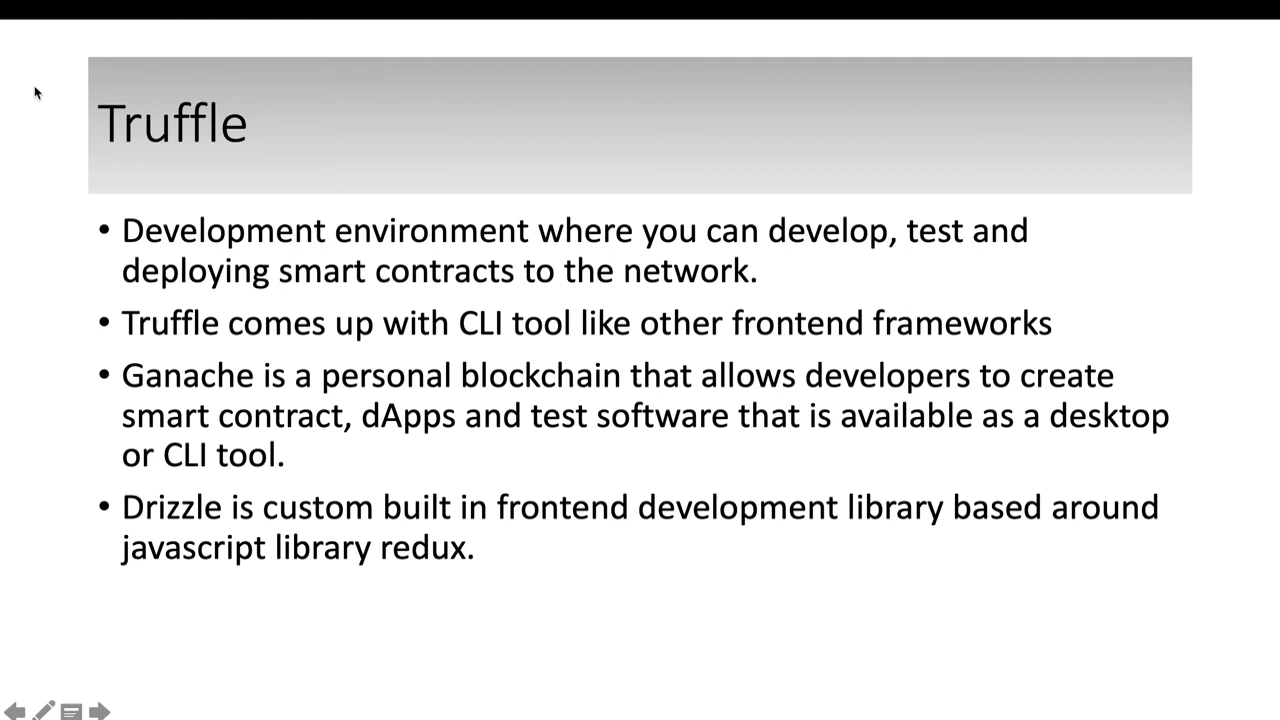 Truffle
• Development environment where you can develop, test and
deploying smart contracts to the network.
• Truffle comes up with CLI tool like other frontend frameworks
• Ganache is a personal blockchain that allows developers to create
smart contract, dApps and test software that is available as a desktop
or CLI tool.
• Drizzle is custom built in frontend development library based around
javascript library redux.